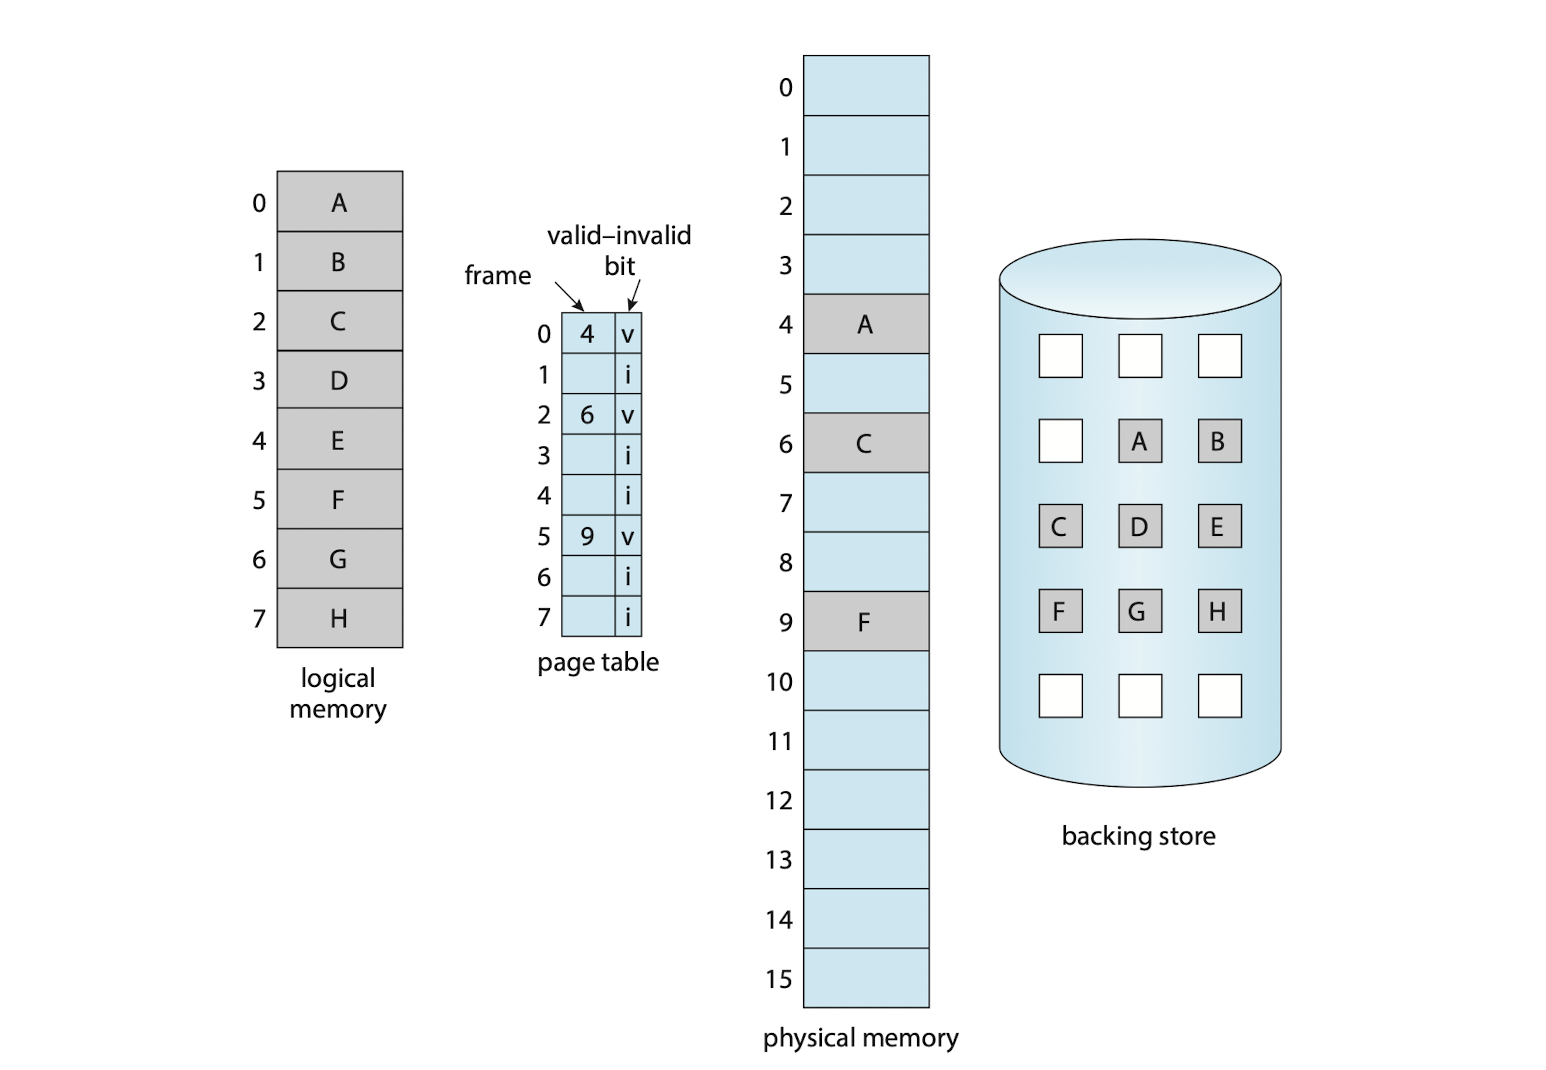 0 A
1 B
2 C
3 D
4 E
5 F
6 G
7 H
logical
memory
valid–invalid
bit
frame
0 4 v
1 i
2 6 v
3 i
4 i
5 9 v
6 i
7 i
page table
0
1
2
3
4 A
5
6 C
7
8
9 F
10
11
12
13
14
15
physical memory
A B
C D E
F G H
backing store